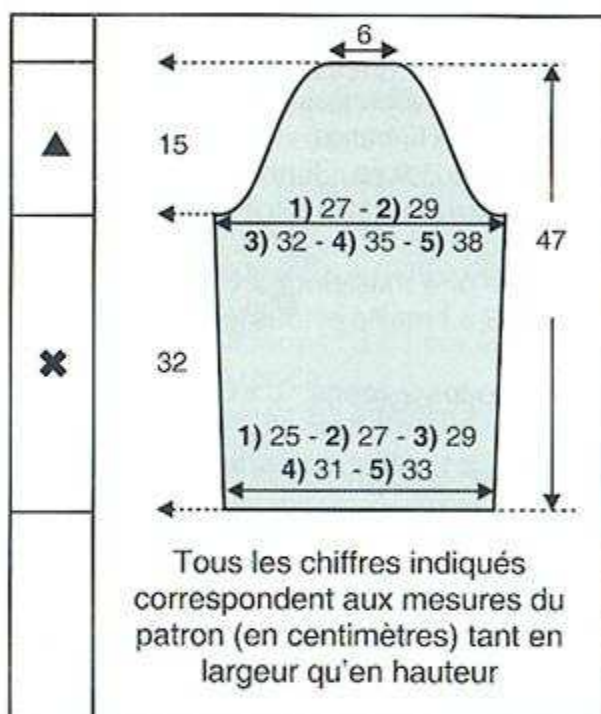 6
15
1) 27 - 2) 29
3) 32 - 4) 35 - 5) 38
47
32
1) 25 - 2) 27 - 3) 29
4) 31 - 5) 33
Tous les chiffres indiqués
correspondent aux mesures du
patron (en centimètres) tant en
largeur qu'en hauteur